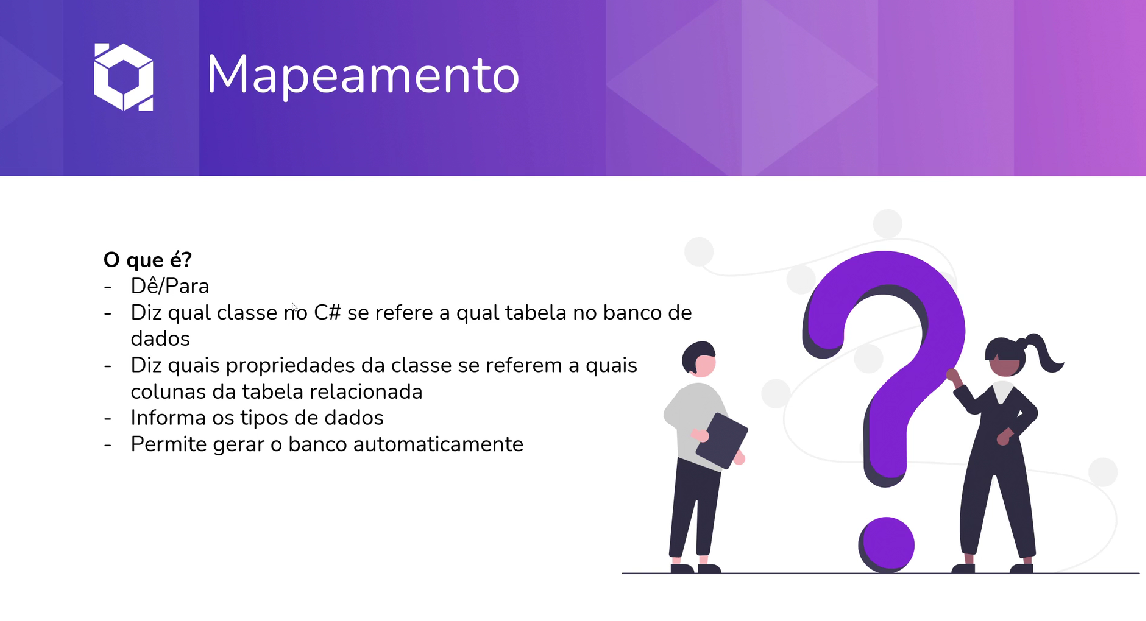 Mapeamento
O que é?
- Dê/Para
- Diz qual classe no C# se refere a qual tabela no banco de
dados
- Diz quais propriedades da classe se referem a quais
colunas da tabela relacionada
- Informa os tipos de dados
- Permite gerar o banco automaticamente